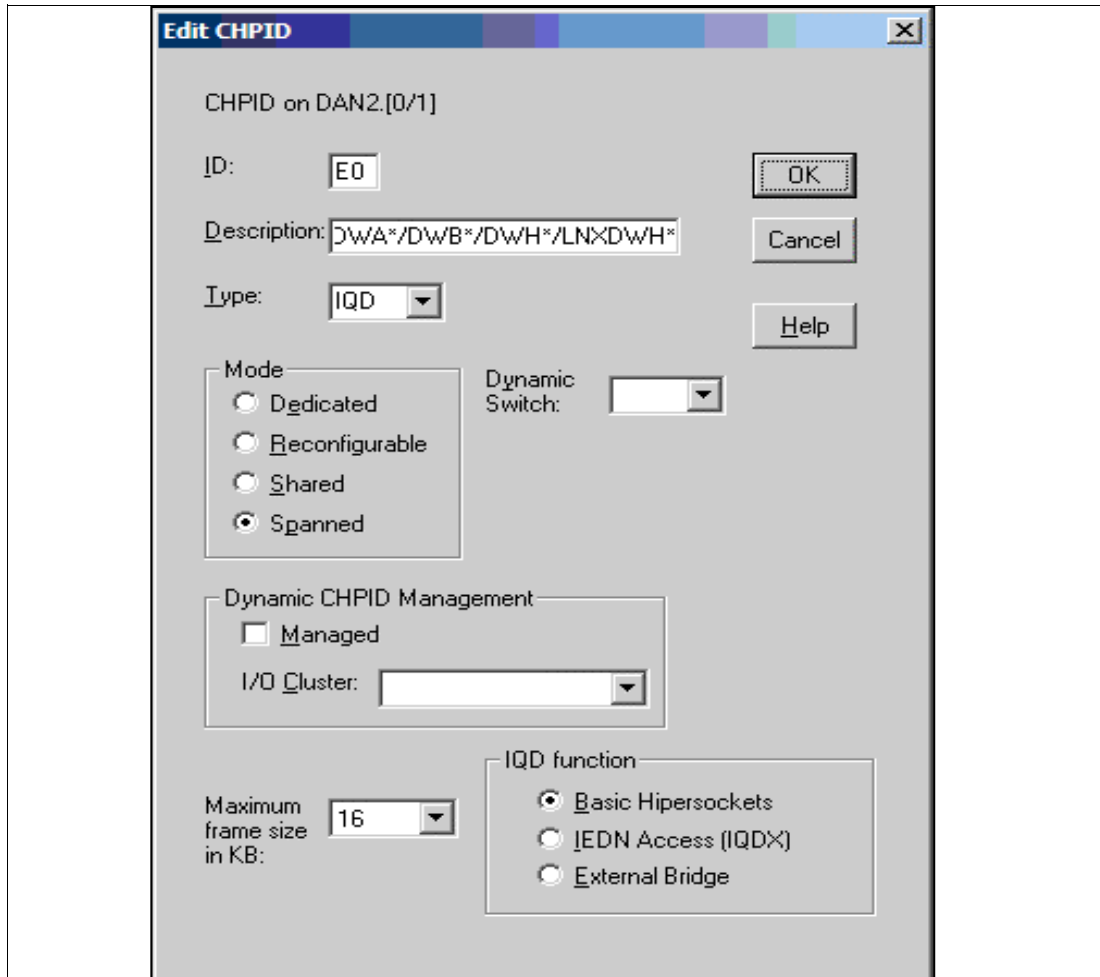 Edit CHPID
CHPID on DAN2.[0/1]
ID: E0
OK
Description: DWA*/DWB*/DWH*/LNXDWH*
Cancel
Type: IQD
Help
Mode
Dedicated
Reconfigurable
Shared
Spanned
Dynamic
Switch:
Dynamic CHPID Management
Managed
I/O Cluster:
IQD function
Basic Hipersockets
IEDN Access (IQDX)
External Bridge
Maximum
frame size
in KB:
16